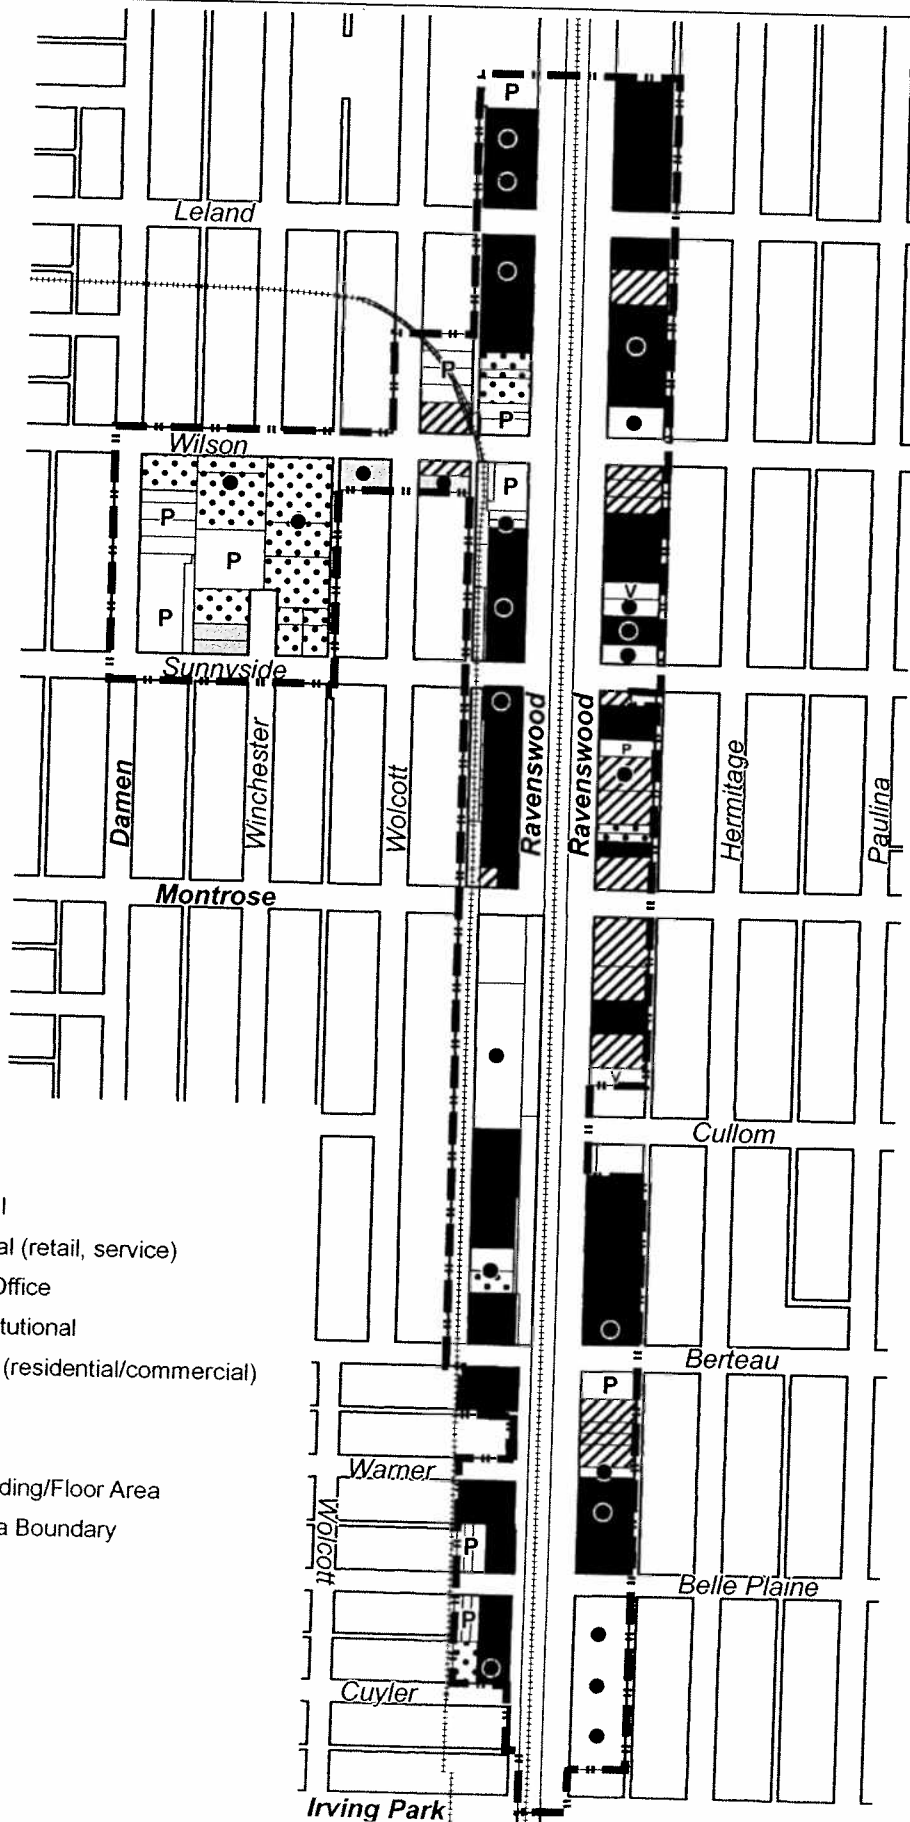 P
Leland
P
P
Wilson
P
P
P
P
V
Sunnyside
P
Damen
Winchester
Wolcott
Ravenswood
Ravenswood
Hermitage
Paulina
Montrose
V
Cullom
l
al (retail, service)
Office
tutional
(residential/commercial)
Berteau
P
Warner
ding/Floor Area
a Boundary
Wolcott
P
Belle Plaine
P
Cuyler
Irving Park